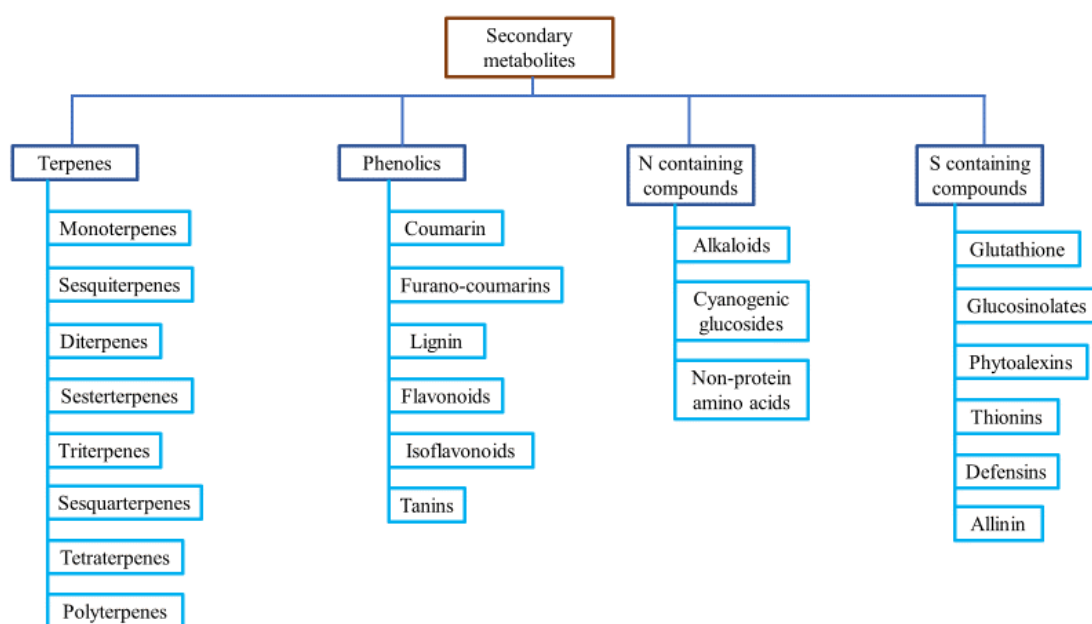 Secondary
metabolites
Terpenes
Monoterpenes
Sesquiterpenes
Diterpenes
Sesterterpenes
Triterpenes
Sesquarterpenes
Tetraterpenes
Polyterpenes
Phenolics
Coumarin
Furano-coumarins
Lignin
Flavonoids
Isoflavonoids
Tanins
N containing
compounds
Alkaloids
Cyanogenic
glucosides
Non-protein
amino acids
S containing
compounds
Glutathione
Glucosinolates
Phytoalexins
Thionins
Defensins
Allinin